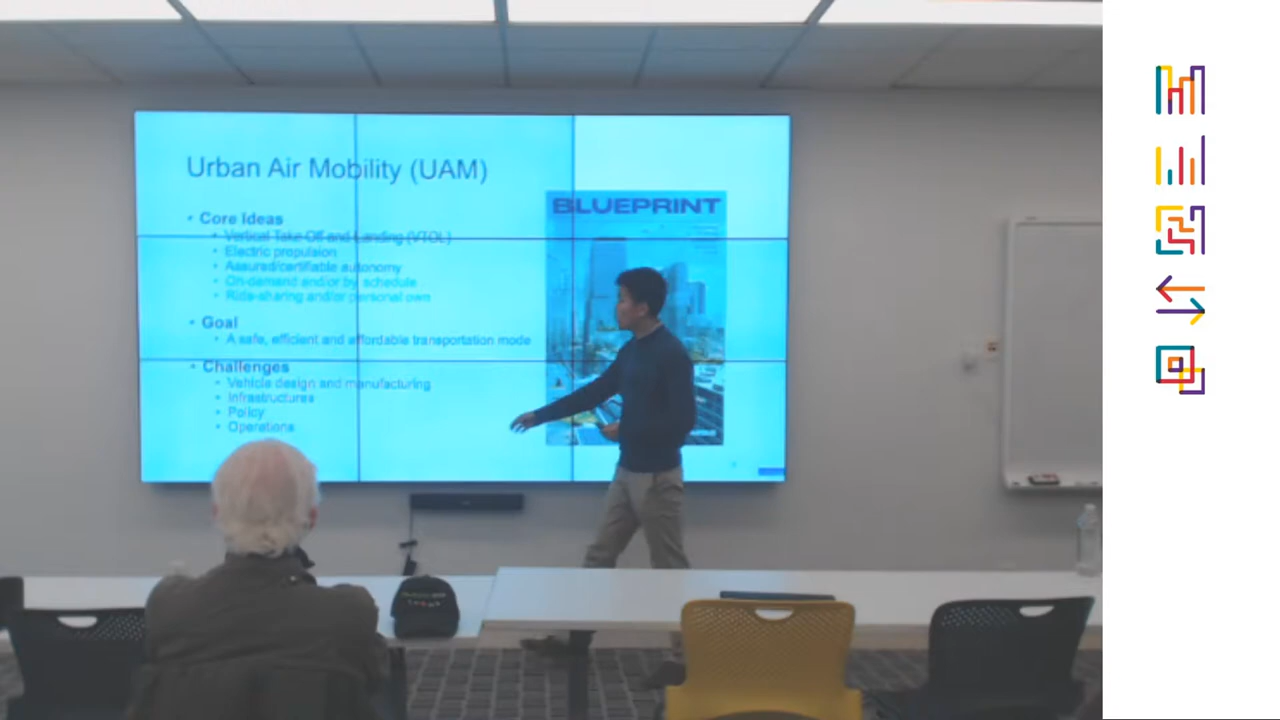 Urban Air Mobility (UAM)
• Core Ideas
• Vertical Take-Off and Landing (VTOL)
• Electric propulsion
• Assured/certifiable autonomy
• On-demand and/or by schedule
• Ride-sharing and/or personal own
• Goal
• A safe, efficient and affordable transportation mode
• Challenges
• Vehicle design and manufacturing
• Infrastructures
• Policy
• Operations
BLUEPRINT